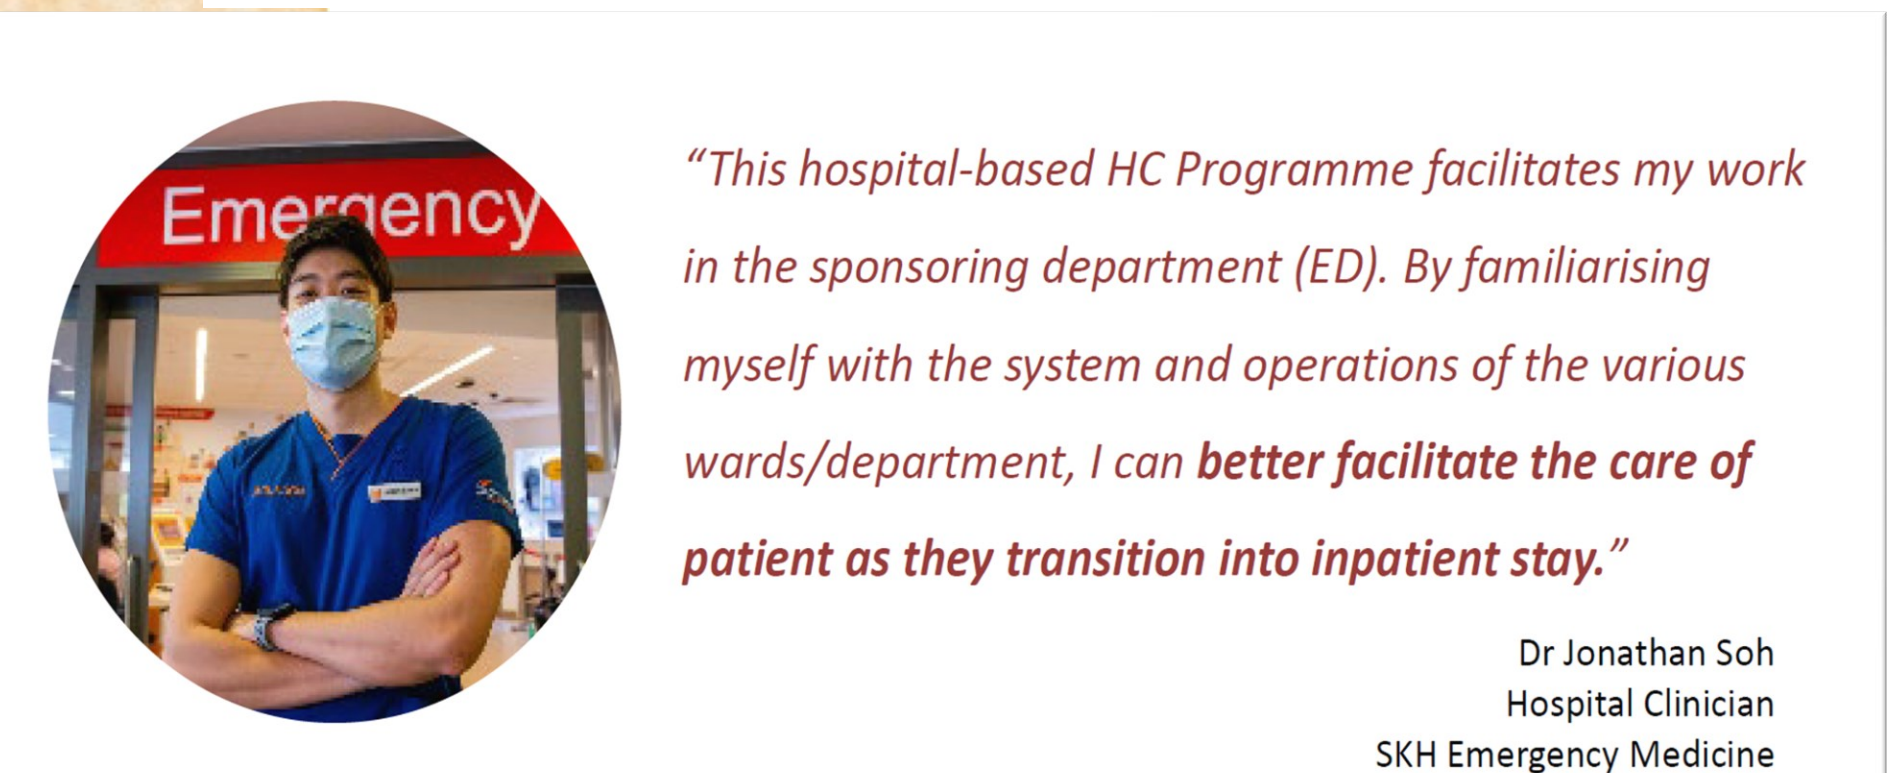 Emergency
“This hospital-based HC Programme facilitates my work
in the sponsoring department (ED). By familiarising
myself with the system and operations of the various
wards/department, I can better facilitate the care of
patient as they transition into inpatient stay.”
Dr Jonathan Soh
Hospital Clinician
SKH Emergency Medicine